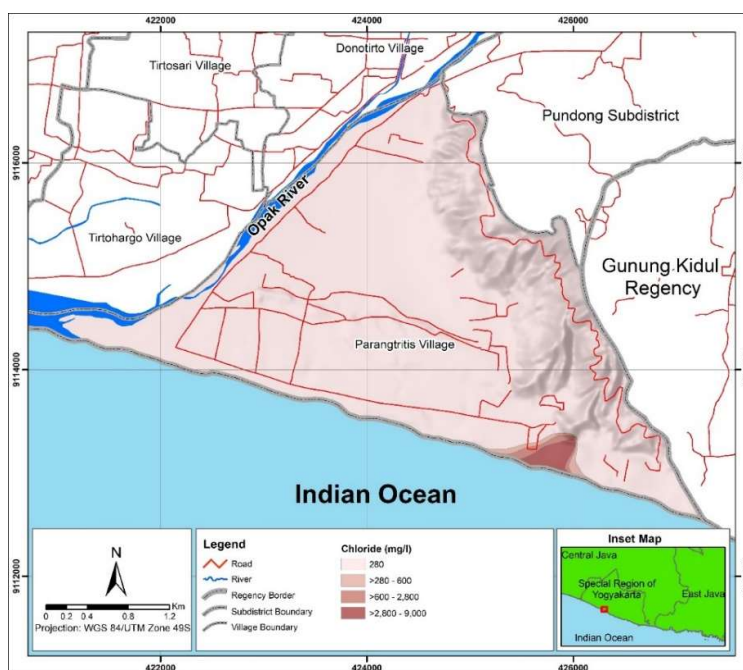 422000
424000
426000
Donotirto Village
Tirtosari Village
Pundong Subdistrict
9116000
9116000
Opak River
Tirtohargo Village
Gunung Kidul
Regency
Parangtritis Village
9114000
9114000
Indian Ocean
N
0 0.2 0.4 0.8 1.2
Km
Projection: WGS 84/UTM Zone 49S
Legend
Road
River
Regency Border
Subdistrict Boundary
Village Boundary
Chloride (mg/l)
280
>280 - 600
>600 - 2,800
>2,800 - 9,000
Inset Map
Central Java
Special Region of
Yogyakarta
East Java
Indian Ocean
9112000
9112000
422000
424000
426000